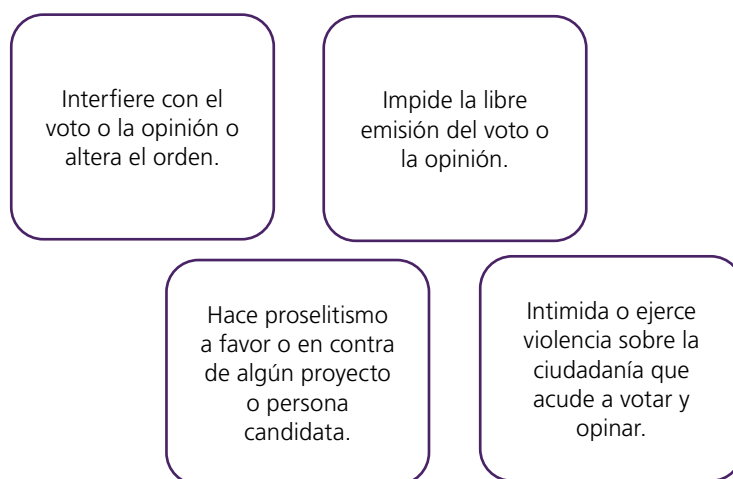 Interfiere con el
voto o la opinión o
altera el orden.
Impide la libre
emisión del voto o
la opinión.
Hace proselitismo
a favor o en contra
de algún proyecto
o persona
candidata.
Intimida o ejerce
violencia sobre la
ciudadanía que
acude a votar y
opinar.